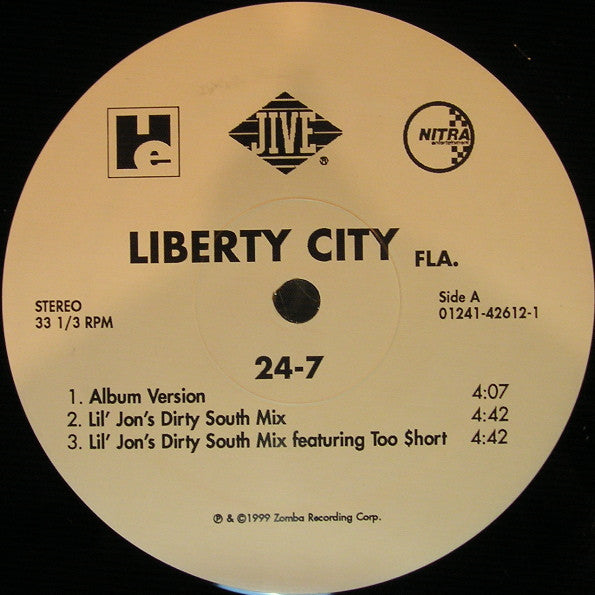 He
JIVE ®
NITRA
entertainment
LIBERTY CITY FLA.
STEREO
33 1/3 RPM
Side A
01241-42612-1
24-7
1. Album Version 4:07
2. Lil' Jon's Dirty South Mix 4:42
3. Lil' Jon's Dirty South Mix featuring Too $hort 4:42
℗ & ©1999 Zomba Recording Corp.